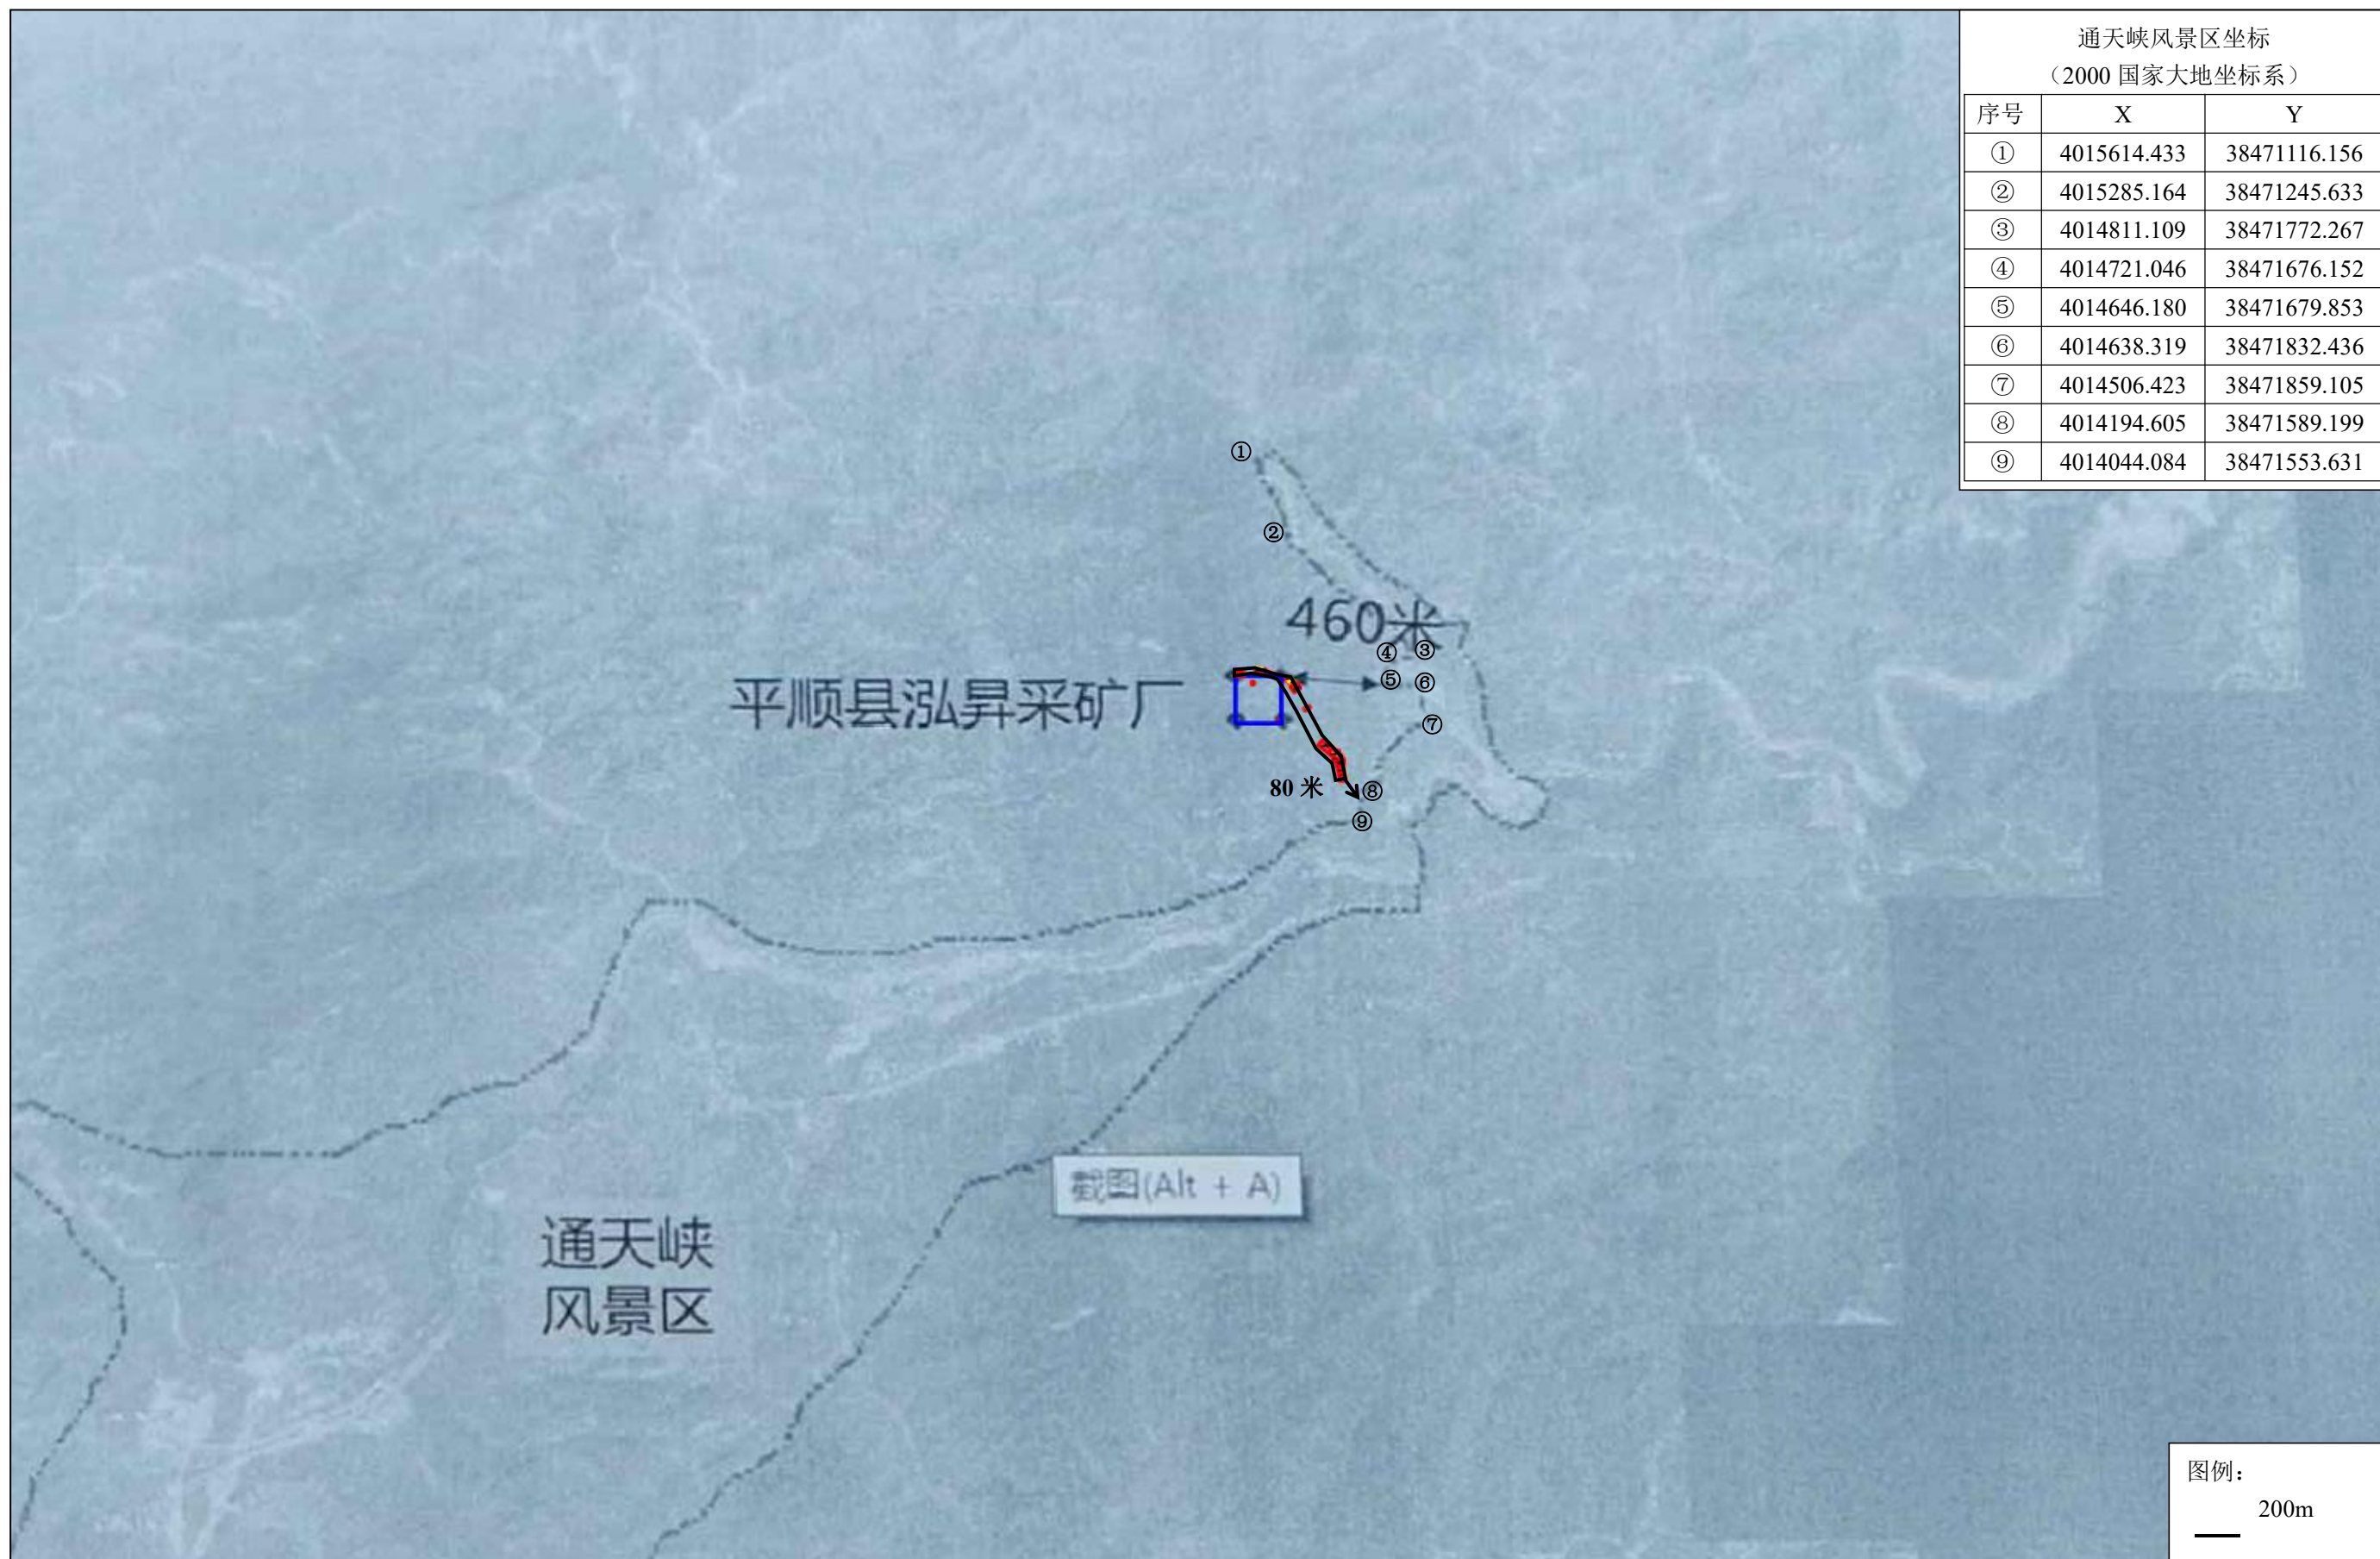 通天峡风景区坐标
（2000 国家大地坐标系）
序号 X Y
① 4015614.433 38471116.156
② 4015285.164 38471245.633
③ 4014811.109 38471772.267
④ 4014721.046 38471676.152
⑤ 4014646.180 38471679.853
⑥ 4014638.319 38471832.436
⑦ 4014506.423 38471859.105
⑧ 4014194.605 38471589.199
⑨ 4014044.084 38471553.631
①
②
460米
④ ③
⑤ ⑥
平顺县泓昇采矿厂
⑦
80 米
⑧
⑨
截图(Alt + A)
通天峡
风景区
图例：
200m